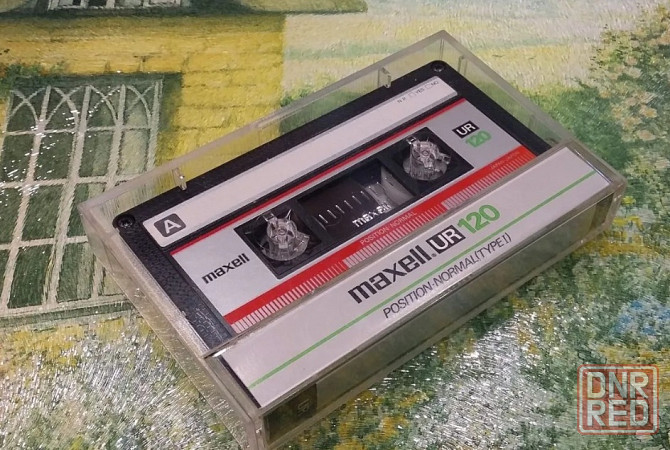 A
UR
120
maxell
maxell
POSITION·NORMAL
maxell UR 120
POSITION·NORMAL(TYPE I)
DNR
RED